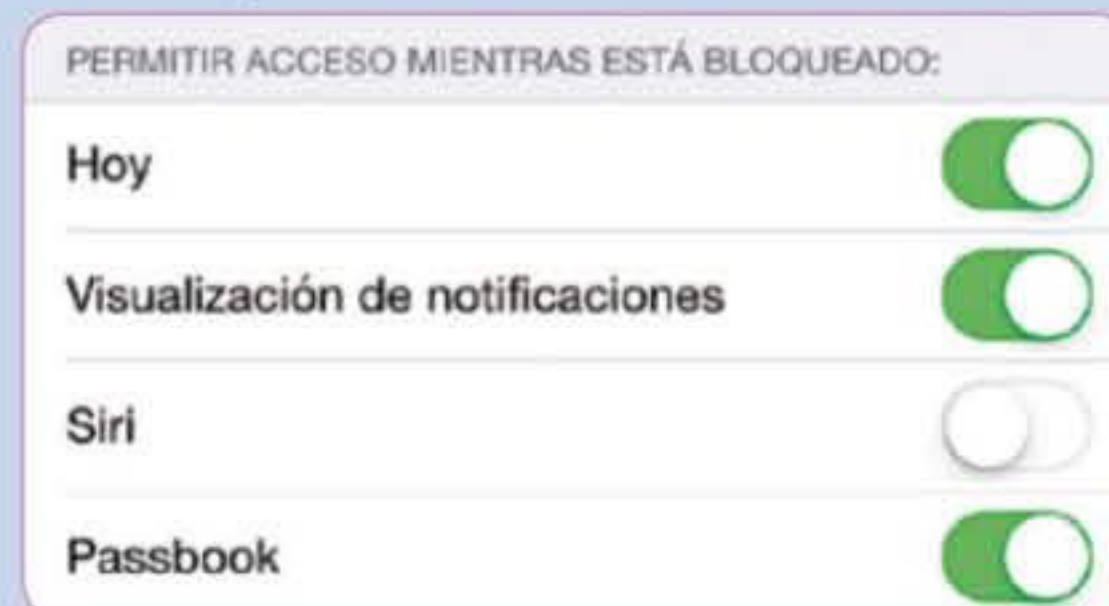 PERMITIR ACCESO MIENTRAS ESTÁ BLOQUEADO:
Hoy
Visualización de notificaciones
Siri
Passbook